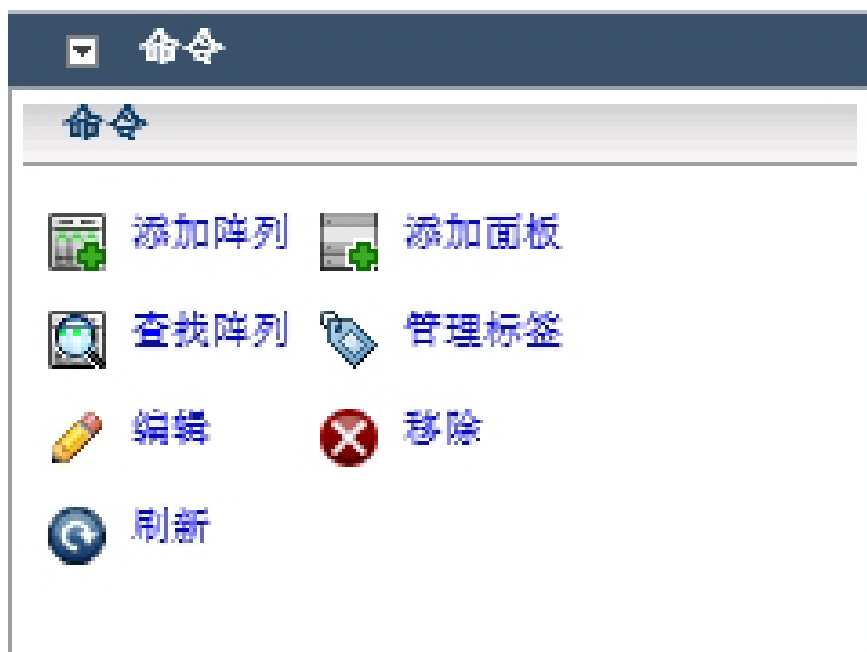 命令
命令
添加阵列 添加面板
查找阵列 管理标签
编辑 移除
刷新